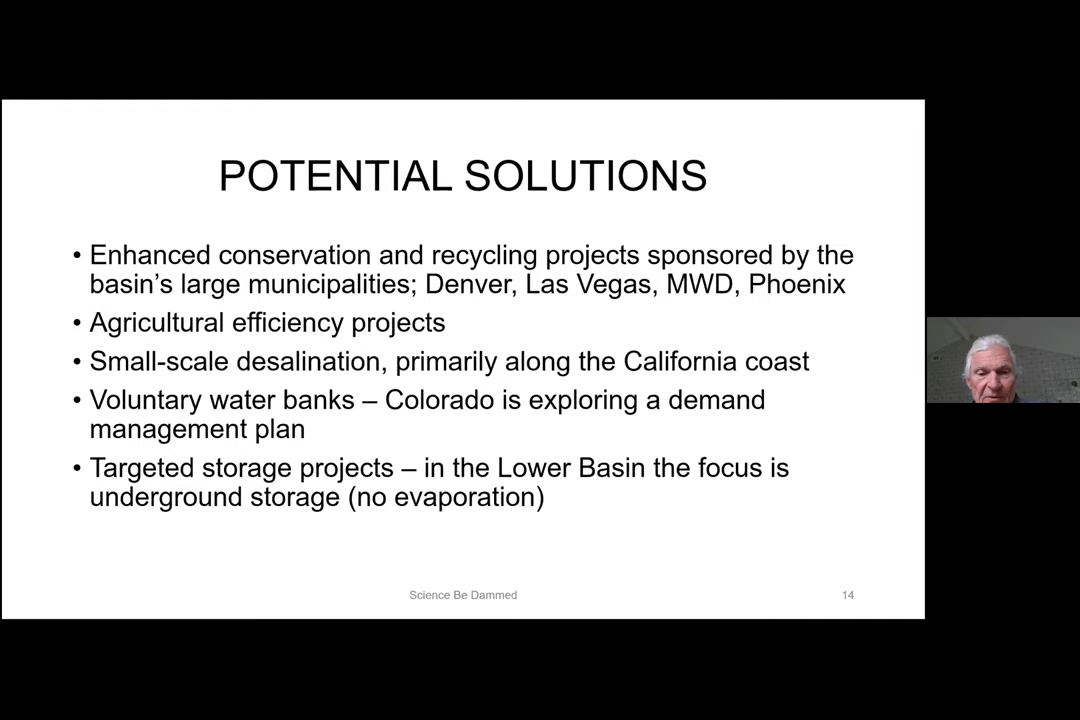 POTENTIAL SOLUTIONS
• Enhanced conservation and recycling projects sponsored by the
basin’s large municipalities; Denver, Las Vegas, MWD, Phoenix
• Agricultural efficiency projects
• Small-scale desalination, primarily along the California coast
• Voluntary water banks – Colorado is exploring a demand
management plan
• Targeted storage projects – in the Lower Basin the focus is
underground storage (no evaporation)
Science Be Dammed
14